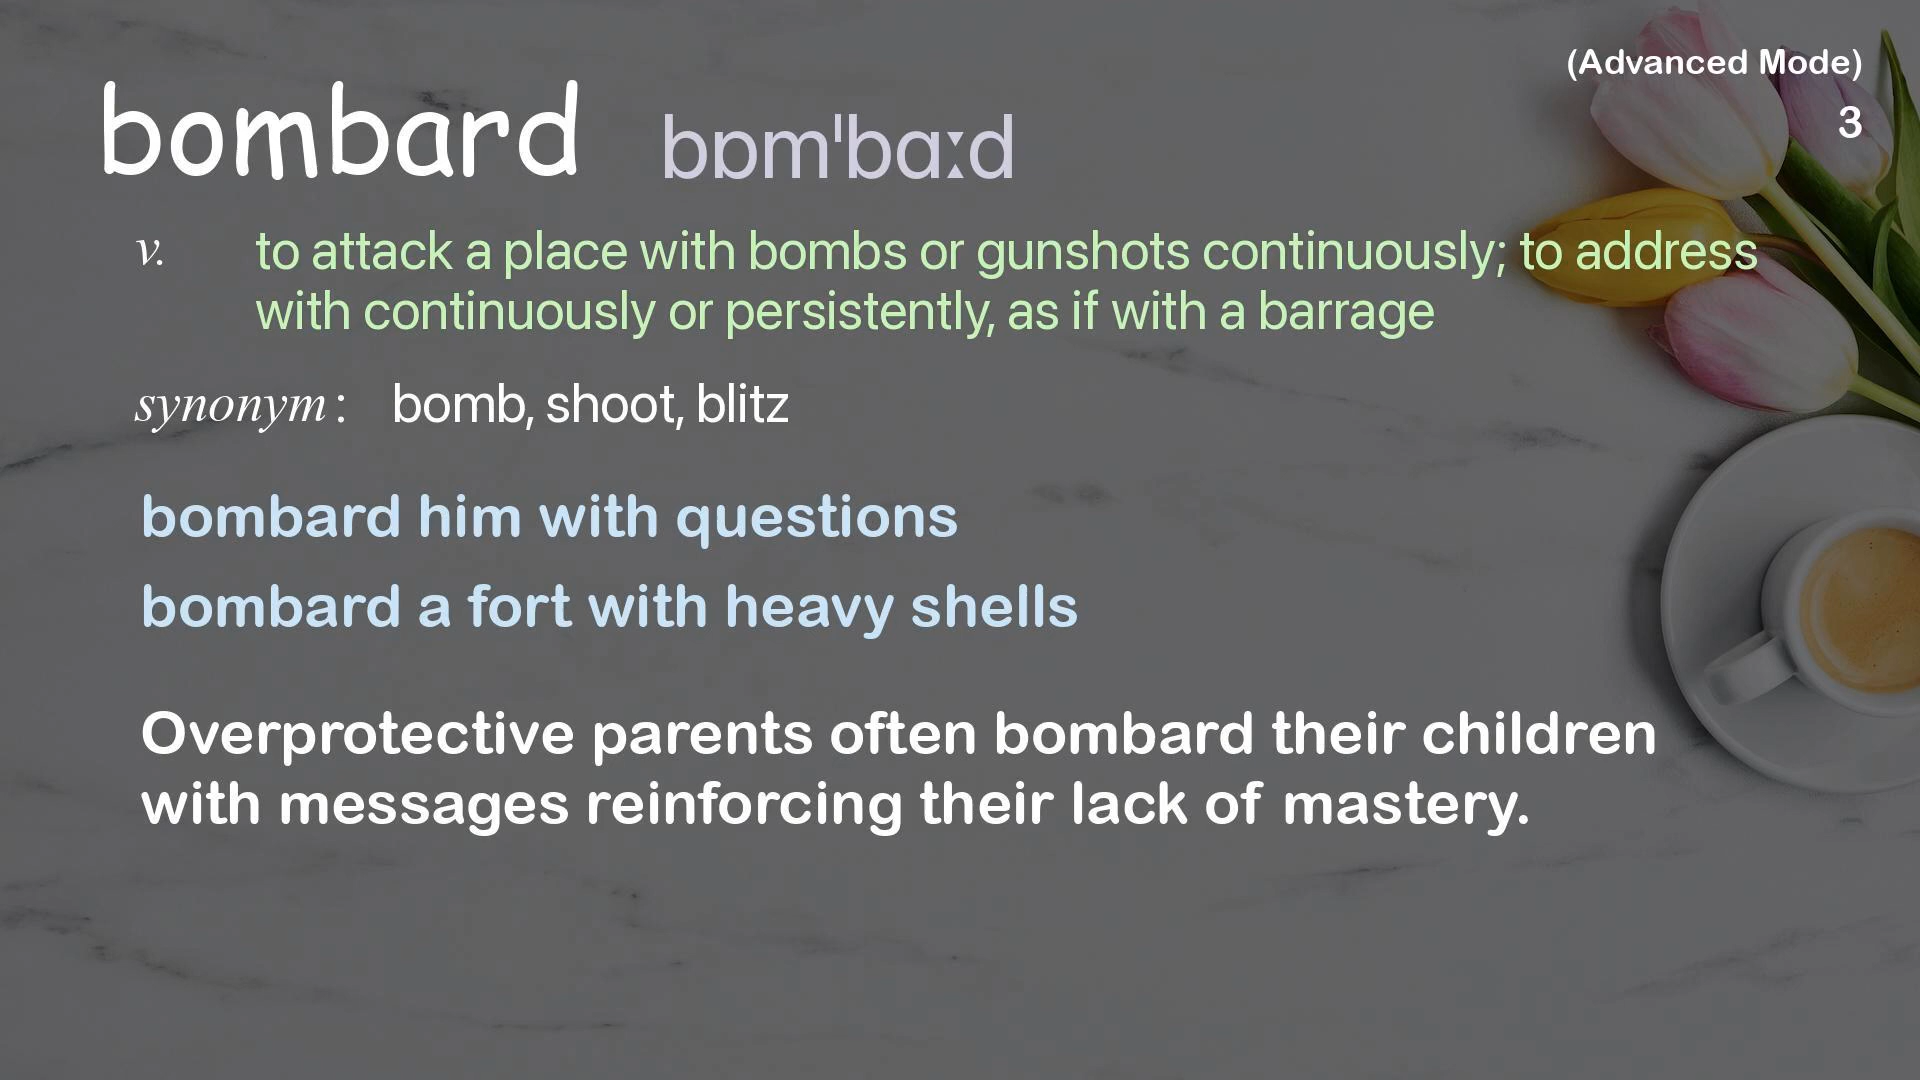 (Advanced Mode)
bombard bɒmˈbɑːd
3
v. to attack a place with bombs or gunshots continuously; to address
with continuously or persistently, as if with a barrage
synonym: bomb, shoot, blitz
bombard him with questions
bombard a fort with heavy shells
Overprotective parents often bombard their children
with messages reinforcing their lack of mastery.